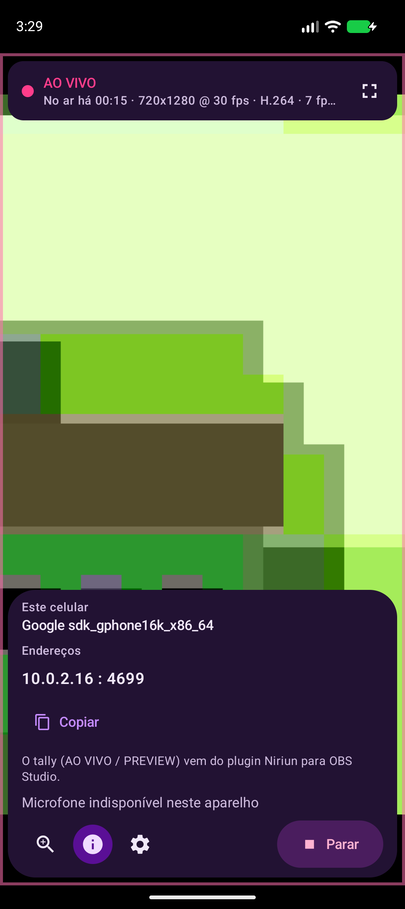 3:29
AO VIVO
No ar há 00:15 · 720x1280 @ 30 fps · H.264 · 7 fp…
Este celular
Google sdk_gphone16k_x86_64
Endereços
10.0.2.16 : 4699
Copiar
O tally (AO VIVO / PREVIEW) vem do plugin Niriun para OBS
Studio.
Microfone indisponível neste aparelho
Parar